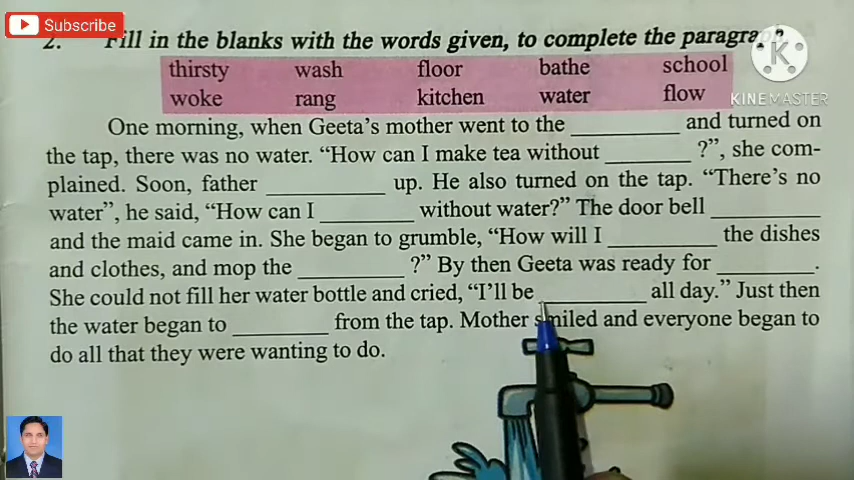 Subscribe
2. Fill in the blanks with the words given, to complete the paragraph.
thirsty wash floor bathe school
woke rang kitchen water flow
K
KINEMASTER
One morning, when Geeta's mother went to the __________ and turned on
the tap, there was no water. "How can I make tea without ________ ?", she com-
plained. Soon, father ___________ up. He also turned on the tap. "There's no
water", he said, "How can I _________ without water?" The door bell __________
and the maid came in. She began to grumble, "How will I __________ the dishes
and clothes, and mop the __________ ?" By then Geeta was ready for _________.
She could not fill her water bottle and cried, "I'll be __________ all day." Just then
the water began to _________ from the tap. Mother smiled and everyone began to
do all that they were wanting to do.